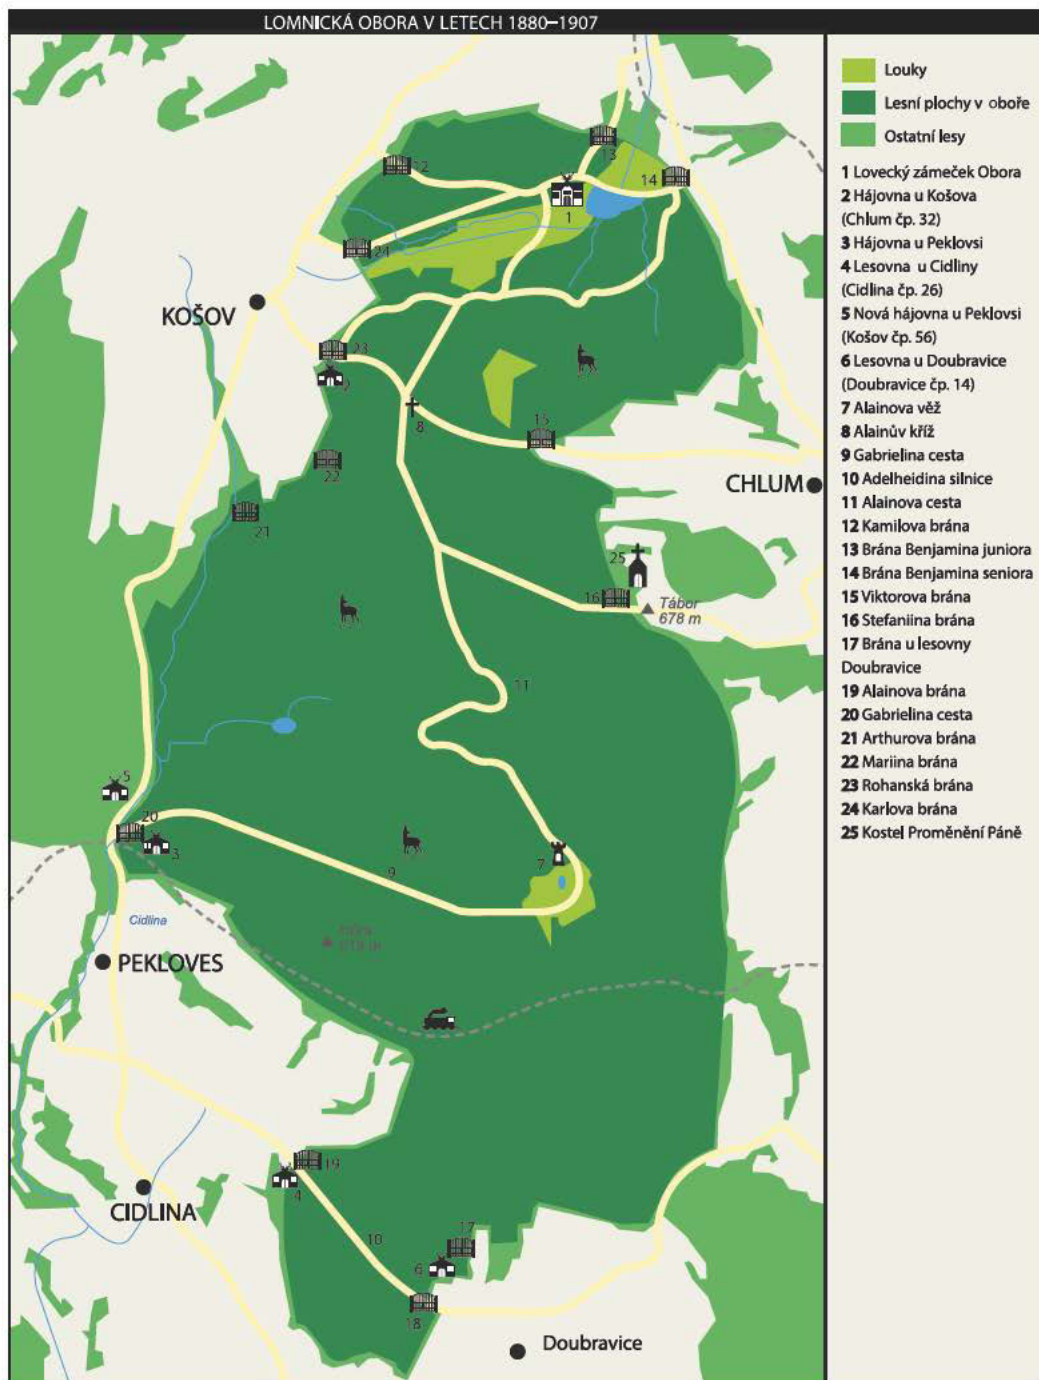 LOMNICKÁ OBORA V LETECH 1880–1907
Louky
Lesní plochy v oboře
Ostatní lesy
1 Lovecký zámeček Obora
2 Hájovna u Košova
(Chlum čp. 32)
3 Hájovna u Peklovsi
4 Lesovna u Cidliny
(Cidlina čp. 26)
5 Nová hájovna u Peklovsi
(Košov čp. 56)
6 Lesovna u Doubravice
(Doubravice čp. 14)
7 Alainova věž
8 Alainův kříž
9 Gabrielina cesta
10 Adelheidina silnice
11 Alainova cesta
12 Kamilova brána
13 Brána Benjamina juniora
14 Brána Benjamina seniora
15 Viktorova brána
16 Stefaniina brána
17 Brána u lesovny
Doubravice
19 Alainova brána
20 Gabrielina cesta
21 Arthurova brána
22 Mariina brána
23 Rohanská brána
24 Karlova brána
25 Kostel Proměnění Páně
13
12
14
1
24
KOŠOV
23
2
8
15
22
CHLUM
21
25
16
Tábor
678 m
11
5
20
3
7
9
Cidlina
PEKLOVES
19
4
CIDLINA
17
10
6
18
Doubravice